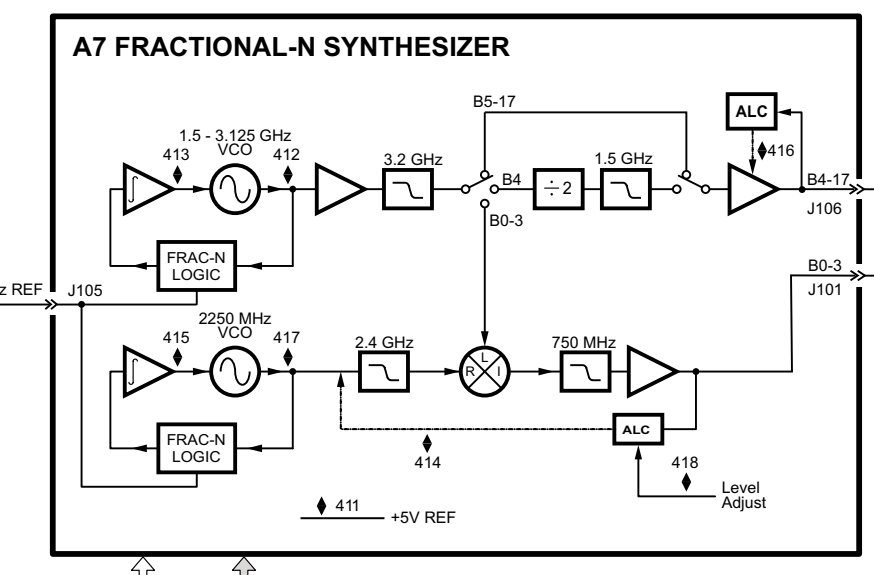 A7 FRACTIONAL-N SYNTHESIZER
B5-17
ALC
1.5 - 3.125 GHz
VCO
413
412
3.2 GHz
1.5 GHz
416
B4
÷ 2
B4-17
J106
B0-3
FRAC-N
LOGIC
z REF
J105
B0-3
J101
2250 MHz
VCO
415
417
2.4 GHz
750 MHz
L
R
I
FRAC-N
LOGIC
ALC
414
418
Level
Adjust
411
+5V REF